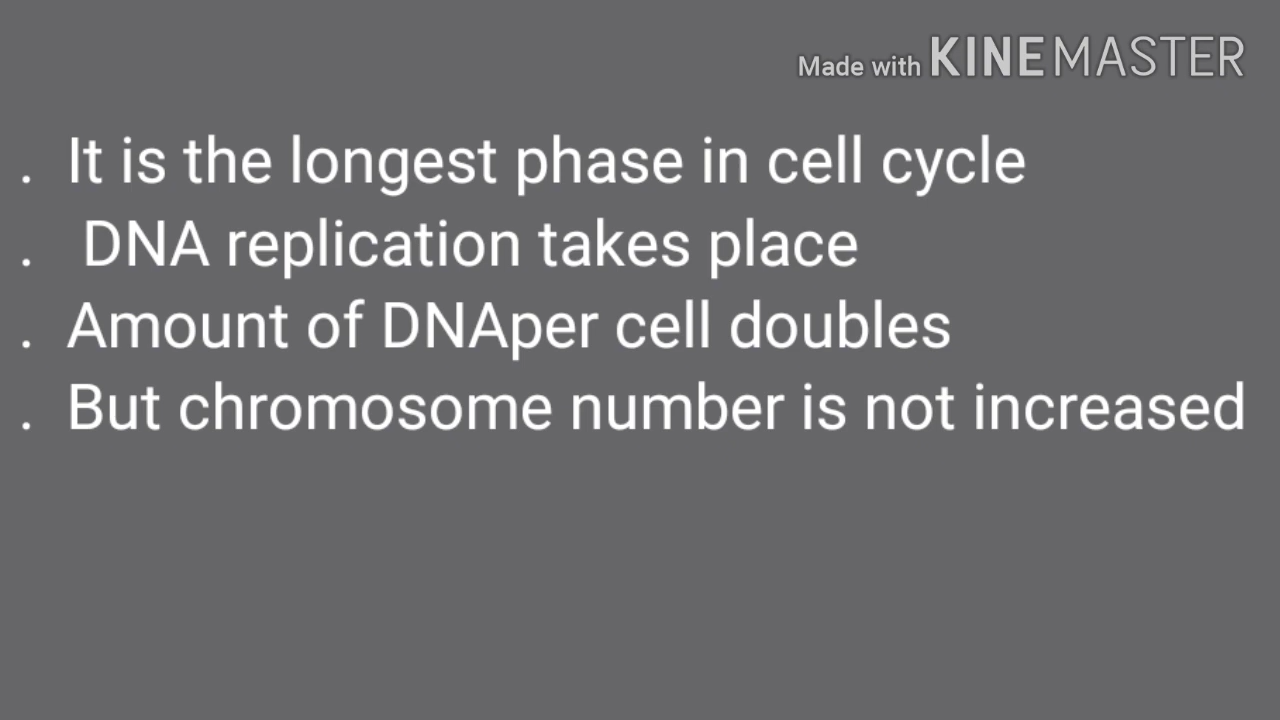 Made with KINEMASTER
. It is the longest phase in cell cycle
. DNA replication takes place
. Amount of DNAper cell doubles
. But chromosome number is not increased